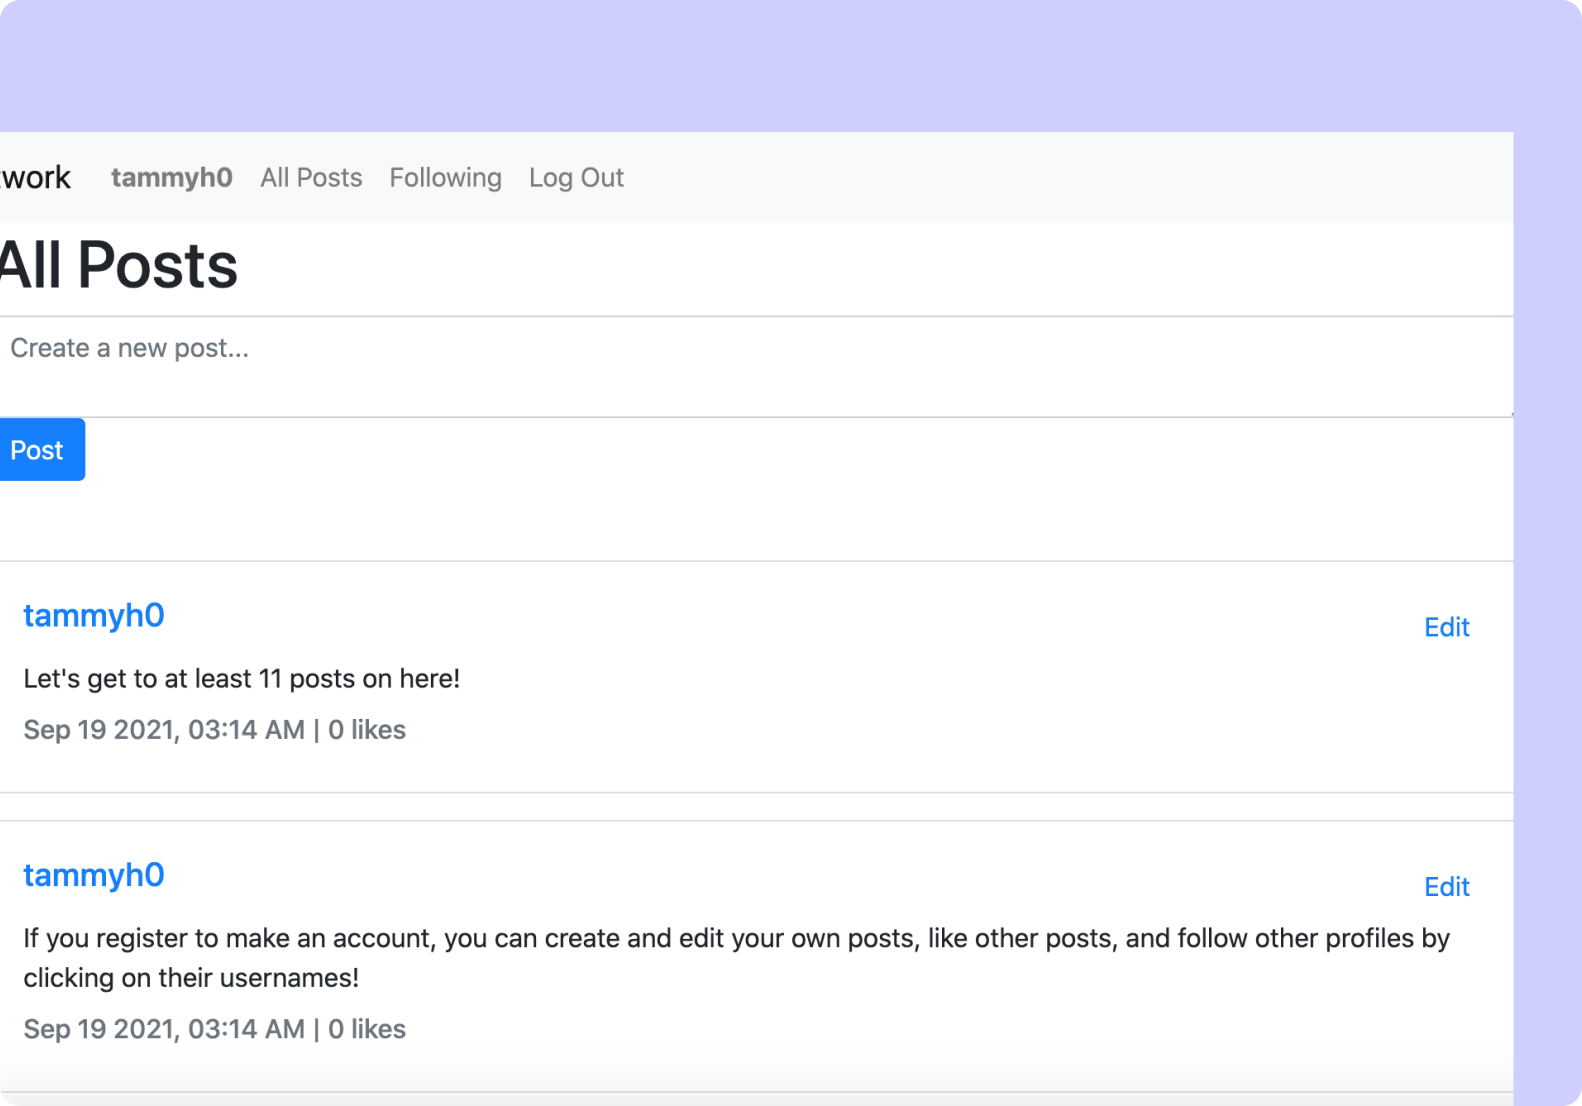 work tammyh0 All Posts Following Log Out
All Posts
Create a new post...
Post
tammyh0
Edit
Let's get to at least 11 posts on here!
Sep 19 2021, 03:14 AM | 0 likes
tammyh0
Edit
If you register to make an account, you can create and edit your own posts, like other posts, and follow other profiles by
clicking on their usernames!
Sep 19 2021, 03:14 AM | 0 likes